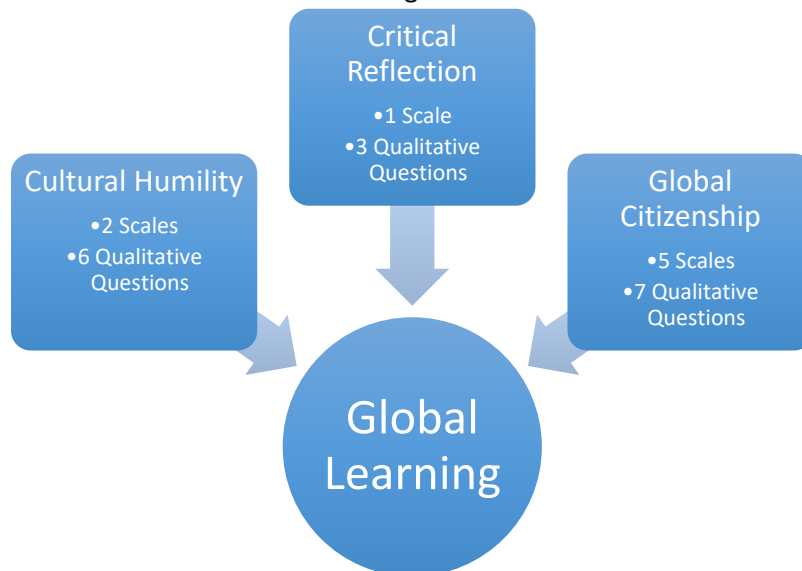 Critical
Reflection
•1 Scale
•3 Qualitative
Questions
Cultural Humility
•2 Scales
•6 Qualitative
Questions
Global
Citizenship
•5 Scales
•7 Qualitative
Questions
Global
Learning